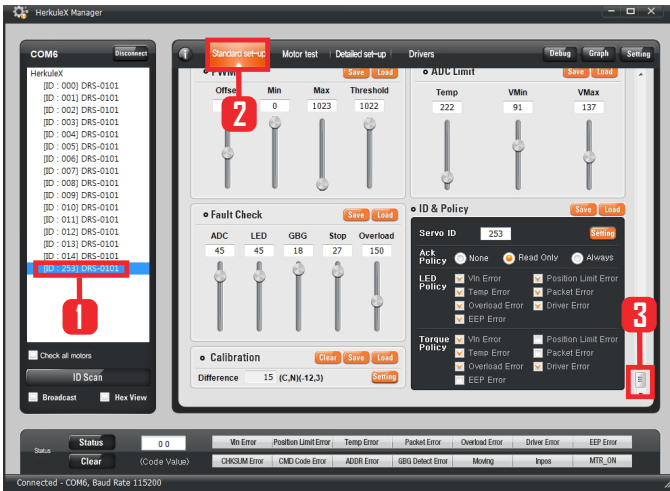 HerkuleX Manager
COM6 Disconnect
HerkuleX
[ID : 000] DRS-0101
[ID : 001] DRS-0101
[ID : 002] DRS-0101
[ID : 003] DRS-0101
[ID : 004] DRS-0101
[ID : 005] DRS-0101
[ID : 006] DRS-0101
[ID : 007] DRS-0101
[ID : 008] DRS-0101
[ID : 009] DRS-0101
[ID : 010] DRS-0101
[ID : 011] DRS-0101
[ID : 012] DRS-0101
[ID : 013] DRS-0101
[ID : 014] DRS-0101
[ID : 253] DRS-0101
1
Check all motors
ID Scan
Broadcast Hex View
Standard set-up Motor test Detailed set-up Drivers Debug Graph Setting
2
PWM Save Load
Offset Min Max Threshold
0 1023 1022
ADC Limit Save Load
Temp VMin VMax
222 91 137
Fault Check Save Load
ADC LED GBG Stop Overload
45 45 18 27 150
Calibration Clear Save Load
Difference 15 (C,N)(-12,3) Setting
ID & Policy Save Load
Servo ID 253 Setting
Ack Policy None Read Only Always
LED Policy
Vin Error Position Limit Error
Temp Error Packet Error
Overload Error Driver Error
EEP Error
Torque Policy
Vin Error Position Limit Error
Temp Error Packet Error
Overload Error Driver Error
EEP Error
3
Status
Status 0 0 Vin Error Position Limit Error Temp Error Packet Error Overload Error Driver Error EEP Error
Clear (Code Value) CHKSUM Error CMD Code Error ADDR Error GBG Detect Error Moving Inpos MTR_ON
Connected - COM6, Baud Rate 115200